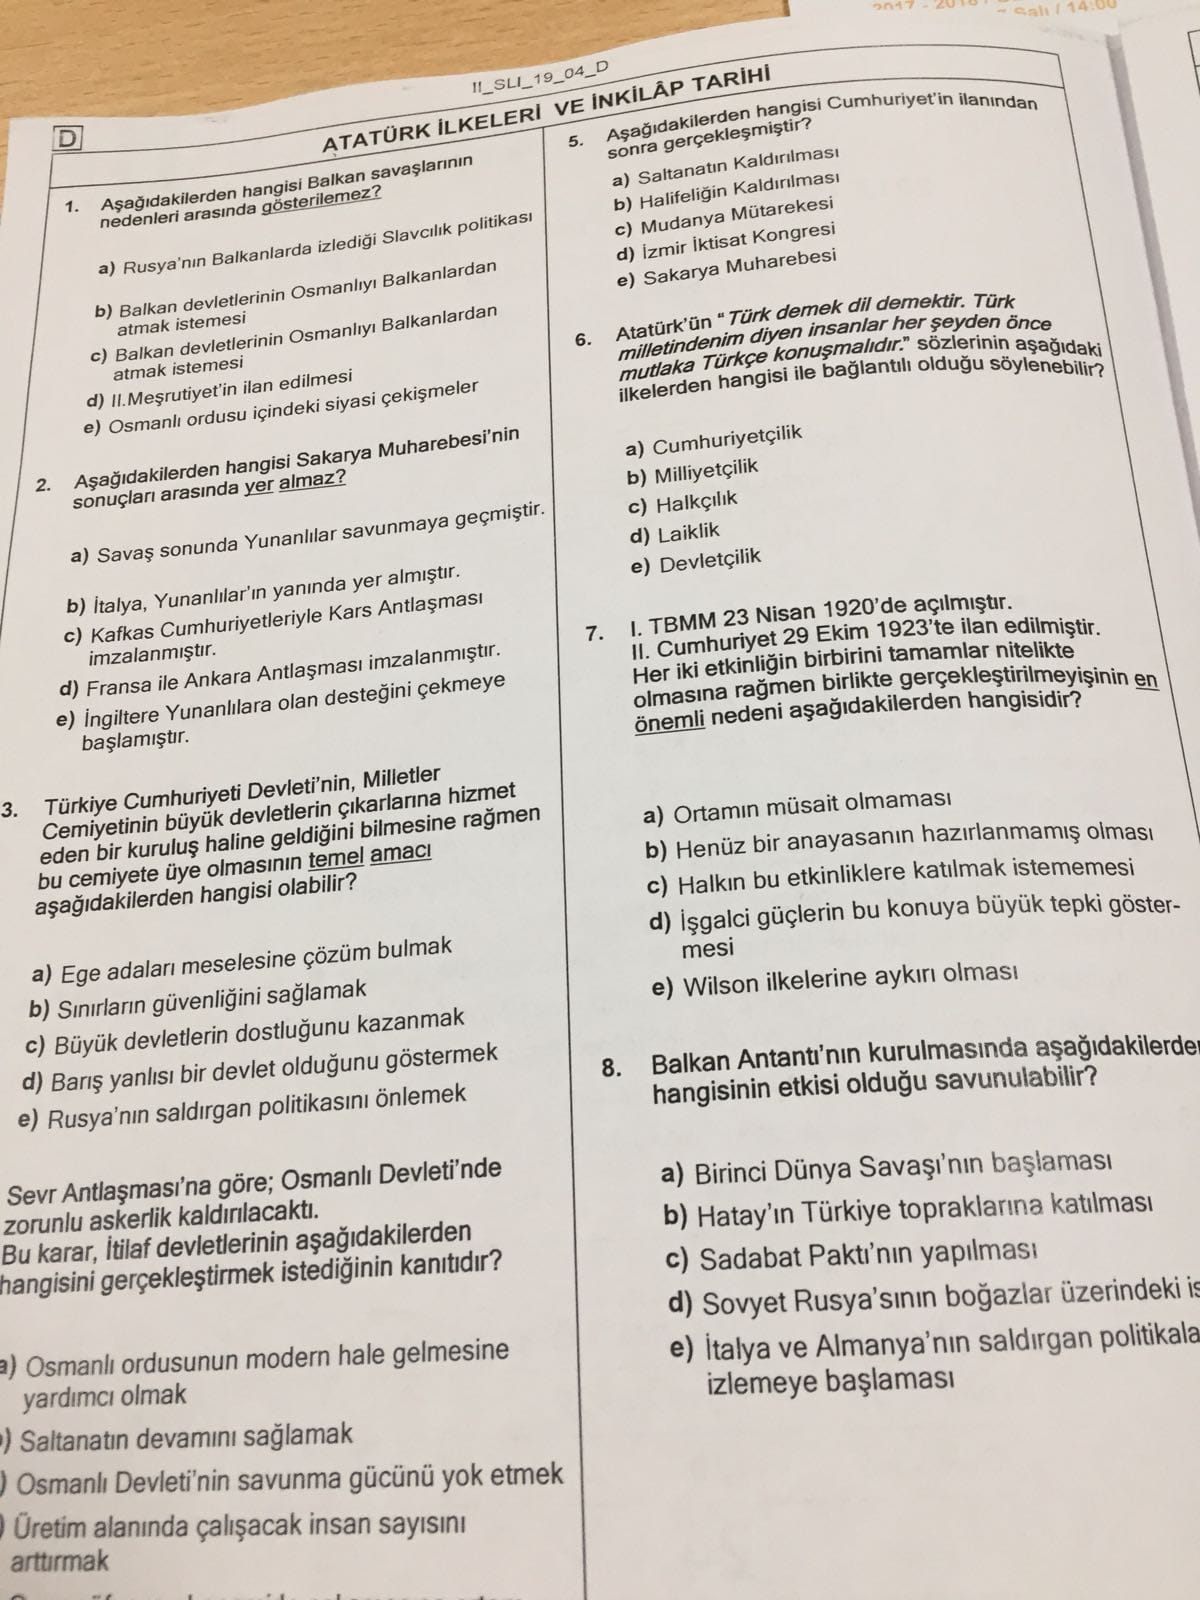 2017 - 2018
Salı / 14:00
II_SLI_19_04_D
D
ATATÜRK İLKELERİ VE İNKİLÂP TARİHİ
1. Aşağıdakilerden hangisi Balkan savaşlarının
nedenleri arasında gösterilemez?
a) Rusya'nın Balkanlarda izlediği Slavcılık politikası
b) Balkan devletlerinin Osmanlıyı Balkanlardan
atmak istemesi
c) Balkan devletlerinin Osmanlıyı Balkanlardan
atmak istemesi
d) II.Meşrutiyet'in ilan edilmesi
e) Osmanlı ordusu içindeki siyasi çekişmeler
2. Aşağıdakilerden hangisi Sakarya Muharebesi'nin
sonuçları arasında yer almaz?
a) Savaş sonunda Yunanlılar savunmaya geçmiştir.
b) İtalya, Yunanlılar'ın yanında yer almıştır.
c) Kafkas Cumhuriyetleriyle Kars Antlaşması
imzalanmıştır.
d) Fransa ile Ankara Antlaşması imzalanmıştır.
e) İngiltere Yunanlılara olan desteğini çekmeye
başlamıştır.
3. Türkiye Cumhuriyeti Devleti'nin, Milletler
Cemiyetinin büyük devletlerin çıkarlarına hizmet
eden bir kuruluş haline geldiğini bilmesine rağmen
bu cemiyete üye olmasının temel amacı
aşağıdakilerden hangisi olabilir?
a) Ege adaları meselesine çözüm bulmak
b) Sınırların güvenliğini sağlamak
c) Büyük devletlerin dostluğunu kazanmak
d) Barış yanlısı bir devlet olduğunu göstermek
e) Rusya'nın saldırgan politikasını önlemek
Sevr Antlaşması'na göre; Osmanlı Devleti'nde
zorunlu askerlik kaldırılacaktı.
Bu karar, İtilaf devletlerinin aşağıdakilerden
hangisini gerçekleştirmek istediğinin kanıtıdır?
a) Osmanlı ordusunun modern hale gelmesine
yardımcı olmak
) Saltanatın devamını sağlamak
) Osmanlı Devleti'nin savunma gücünü yok etmek
) Üretim alanında çalışacak insan sayısını
arttırmak
5. Aşağıdakilerden hangisi Cumhuriyet'in ilanından
sonra gerçekleşmiştir?
a) Saltanatın Kaldırılması
b) Halifeliğin Kaldırılması
c) Mudanya Mütarekesi
d) İzmir İktisat Kongresi
e) Sakarya Muharebesi
6. Atatürk'ün "Türk demek dil demektir. Türk
milletindenim diyen insanlar her şeyden önce
mutlaka Türkçe konuşmalıdır." sözlerinin aşağıdaki
ilkelerden hangisi ile bağlantılı olduğu söylenebilir?
a) Cumhuriyetçilik
b) Milliyetçilik
c) Halkçılık
d) Laiklik
e) Devletçilik
7. I. TBMM 23 Nisan 1920'de açılmıştır.
II. Cumhuriyet 29 Ekim 1923'te ilan edilmiştir.
Her iki etkinliğin birbirini tamamlar nitelikte
olmasına rağmen birlikte gerçekleştirilmeyişinin en
önemli nedeni aşağıdakilerden hangisidir?
a) Ortamın müsait olmaması
b) Henüz bir anayasanın hazırlanmamış olması
c) Halkın bu etkinliklere katılmak istememesi
d) İşgalci güçlerin bu konuya büyük tepki göster-
mesi
e) Wilson ilkelerine aykırı olması
8. Balkan Antantı'nın kurulmasında aşağıdakilerden
hangisinin etkisi olduğu savunulabilir?
a) Birinci Dünya Savaşı'nın başlaması
b) Hatay'ın Türkiye topraklarına katılması
c) Sadabat Paktı'nın yapılması
d) Sovyet Rusya'sının boğazlar üzerindeki is
e) İtalya ve Almanya'nın saldırgan politikala
izlemeye başlaması